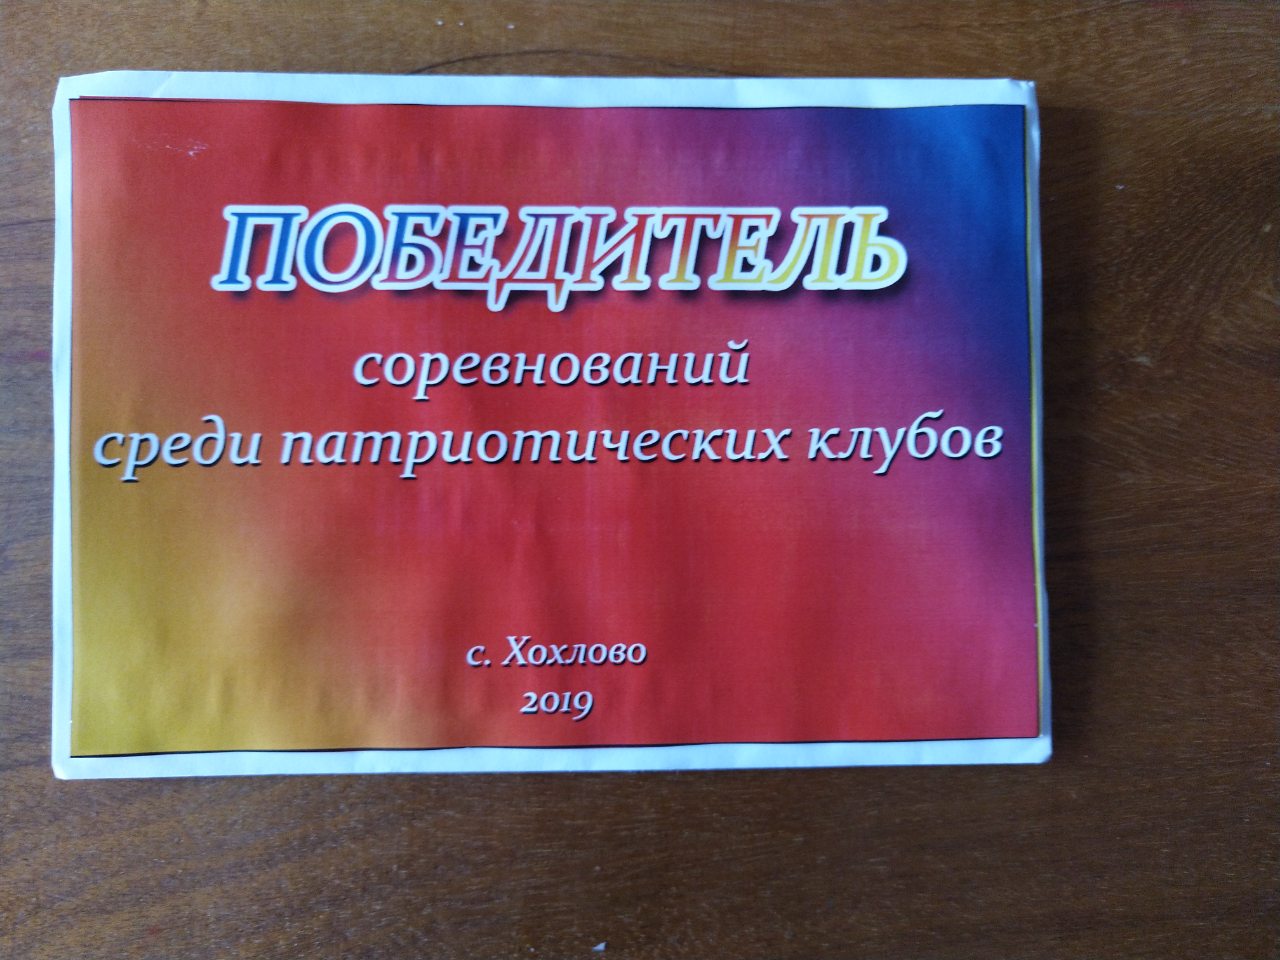 ПОБЕДИТЕЛЬ
соревнований
среди патриотических клубов
с. Хохлово
2019